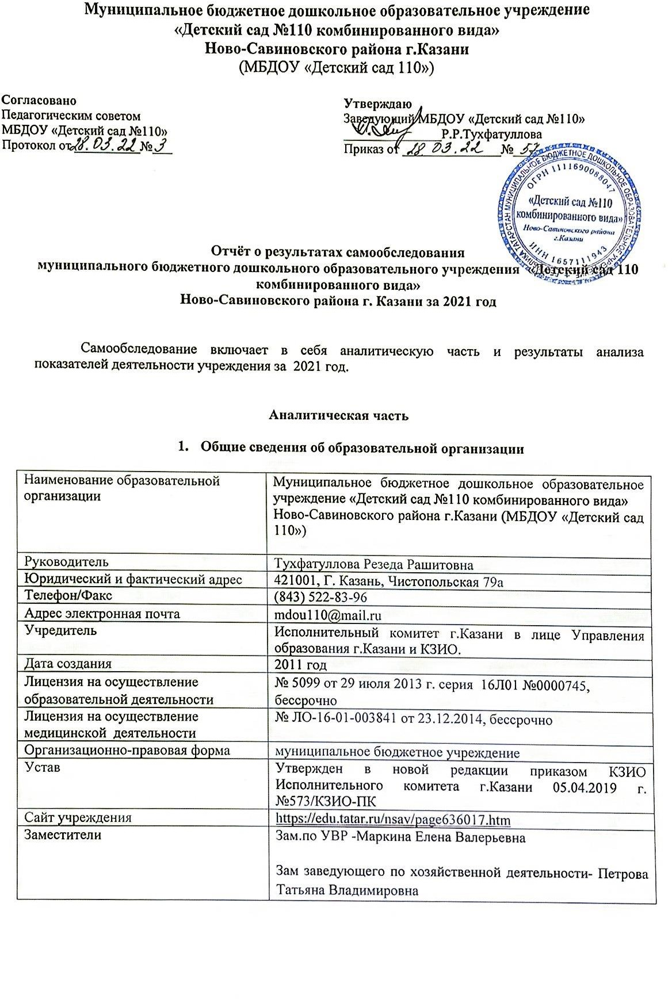 Муниципальное бюджетное дошкольное образовательное учреждение
«Детский сад №110 комбинированного вида»
Ново-Савиновского района г.Казани
(МБДОУ «Детский сад 110»)
Согласовано
Педагогическим советом
МБДОУ «Детский сад №110»
Протокол от 28.03.22 № 3
Утверждаю
Заведующий МБДОУ «Детский сад №110»
Р.Р.Тухфатуллова
Приказ от 28.03.22 № 57
МУНИЦИПАЛЬНОЕ БЮДЖЕТНОЕ ДОШКОЛЬНОЕ ОБРАЗОВАТЕЛЬНОЕ УЧРЕЖДЕНИЕ
ОГРН 1111690088047
«Детский сад №110
комбинированного вида»
Ново-Савиновского района
г.Казани
ИНН 1657111943
Отчёт о результатах самообследования
муниципального бюджетного дошкольного образовательного учреждения «Детский сад 110
комбинированного вида»
Ново-Савиновского района г. Казани за 2021 год
Самообследование включает в себя аналитическую часть и результаты анализа
показателей деятельности учреждения за 2021 год.
Аналитическая часть
1. Общие сведения об образовательной организации
Наименование образовательной
организации
Муниципальное бюджетное дошкольное образовательное
учреждение «Детский сад №110 комбинированного вида»
Ново-Савиновского района г.Казани (МБДОУ «Детский сад
110»)
Руководитель
Тухфатуллова Резеда Рашитовна
Юридический и фактический адрес
421001, Г. Казань, Чистопольская 79а
Телефон/Факс
(843) 522-83-96
Адрес электронная почта
mdou110@mail.ru
Учредитель
Исполнительный комитет г.Казани в лице Управления
образования г.Казани и КЗИО.
Дата создания
2011 год
Лицензия на осуществление
образовательной деятельности
№ 5099 от 29 июля 2013 г. серия 16Л01 №0000745,
бессрочно
Лицензия на осуществление
медицинской деятельности
№ ЛО-16-01-003841 от 23.12.2014, бессрочно
Организационно-правовая форма
муниципальное бюджетное учреждение
Устав
Утвержден в новой редакции приказом КЗИО
Исполнительного комитета г.Казани 05.04.2019 г.
№573/КЗИО-ПК
Сайт учреждения
https://edu.tatar.ru/nsav/page636017.htm
Заместители
Зам.по УВР -Маркина Елена Валерьевна
Зам заведующего по хозяйственной деятельности- Петрова
Татьяна Владимировна